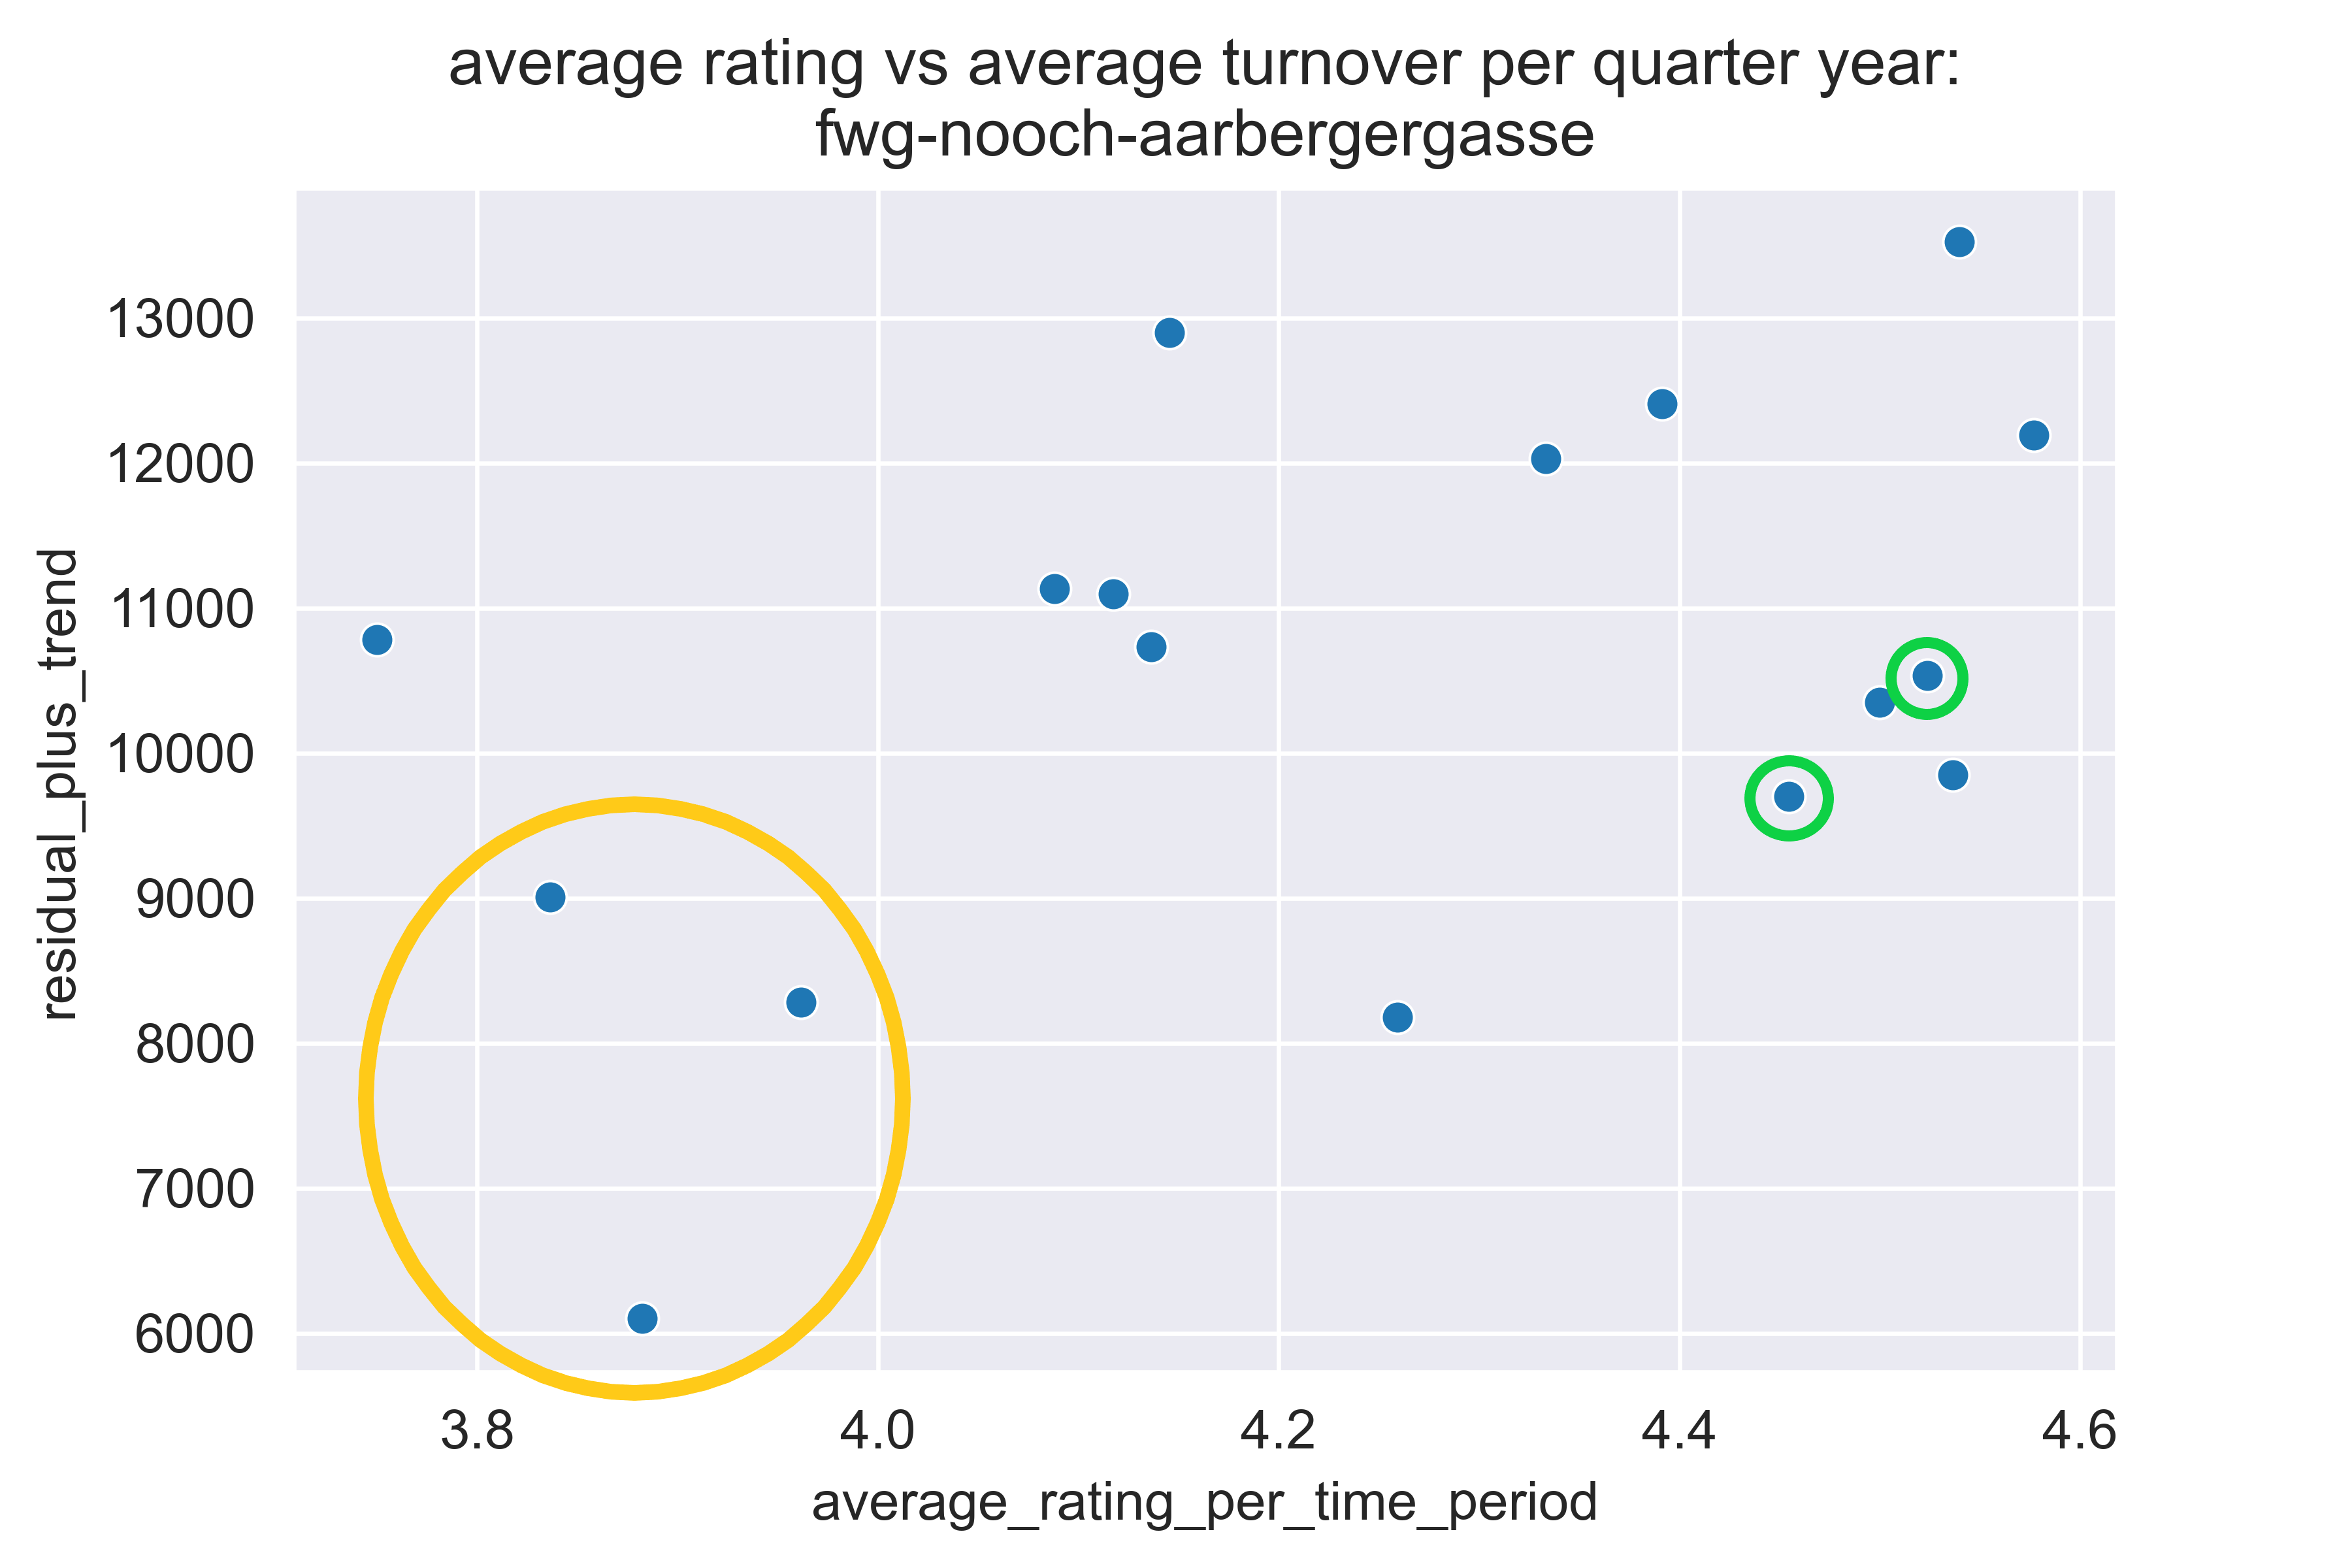 average rating vs average turnover per quarter year:
fwg-nooch-aarbergergasse
residual_plus_trend
13000
12000
11000
10000
9000
8000
7000
6000
3.8 4.0 4.2 4.4 4.6
average_rating_per_time_period